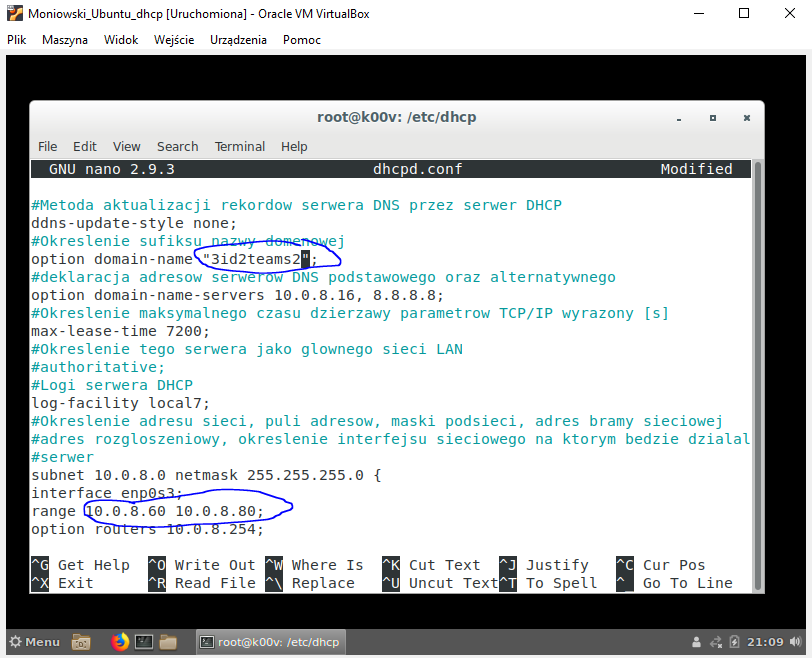 Moniowski_Ubuntu_dhcp [Uruchomiona] - Oracle VM VirtualBox
Plik Maszyna Widok Wejście Urządzenia Pomoc
root@k00v: /etc/dhcp
File Edit View Search Terminal Help
GNU nano 2.9.3 dhcpd.conf Modified
#Metoda aktualizacji rekordow serwera DNS przez serwer DHCP
ddns-update-style none;
#Okreslenie sufiksu nazwy domenowej
option domain-name "3id2teams2";
#deklaracja adresow serwerow DNS podstawowego oraz alternatywnego
option domain-name-servers 10.0.8.16, 8.8.8.8;
#Okreslenie maksymalnego czasu dzierzawy parametrow TCP/IP wyrazony [s]
max-lease-time 7200;
#Okreslenie tego serwera jako glownego sieci LAN
#authoritative;
#Logi serwera DHCP
log-facility local7;
#Okreslenie adresu sieci, puli adresow, maski podsieci, adres bramy sieciowej
#adres rozgloszeniowy, okreslenie interfejsu sieciowego na ktorym bedzie dzialal
#serwer
subnet 10.0.8.0 netmask 255.255.255.0 {
interface enp0s3;
range 10.0.8.60 10.0.8.80;
option routers 10.0.8.254;
^G Get Help ^O Write Out ^W Where Is ^K Cut Text ^J Justify ^C Cur Pos
^X Exit ^R Read File ^\ Replace ^U Uncut Text ^T To Spell ^_ Go To Line
Menu root@k00v: /etc/dhcp 21:09